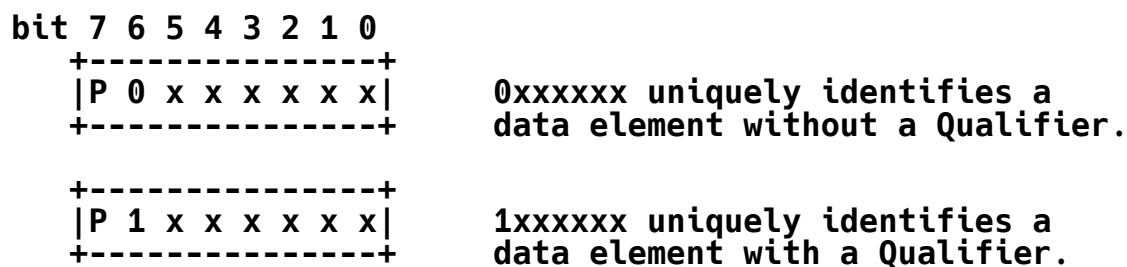 bit 7 6 5 4 3 2 1 0
+---------------+
|P 0 x x x x x x| 0xxxxxx uniquely identifies a
+---------------+ data element without a Qualifier.
+---------------+
|P 1 x x x x x x| 1xxxxxx uniquely identifies a
+---------------+ data element with a Qualifier.